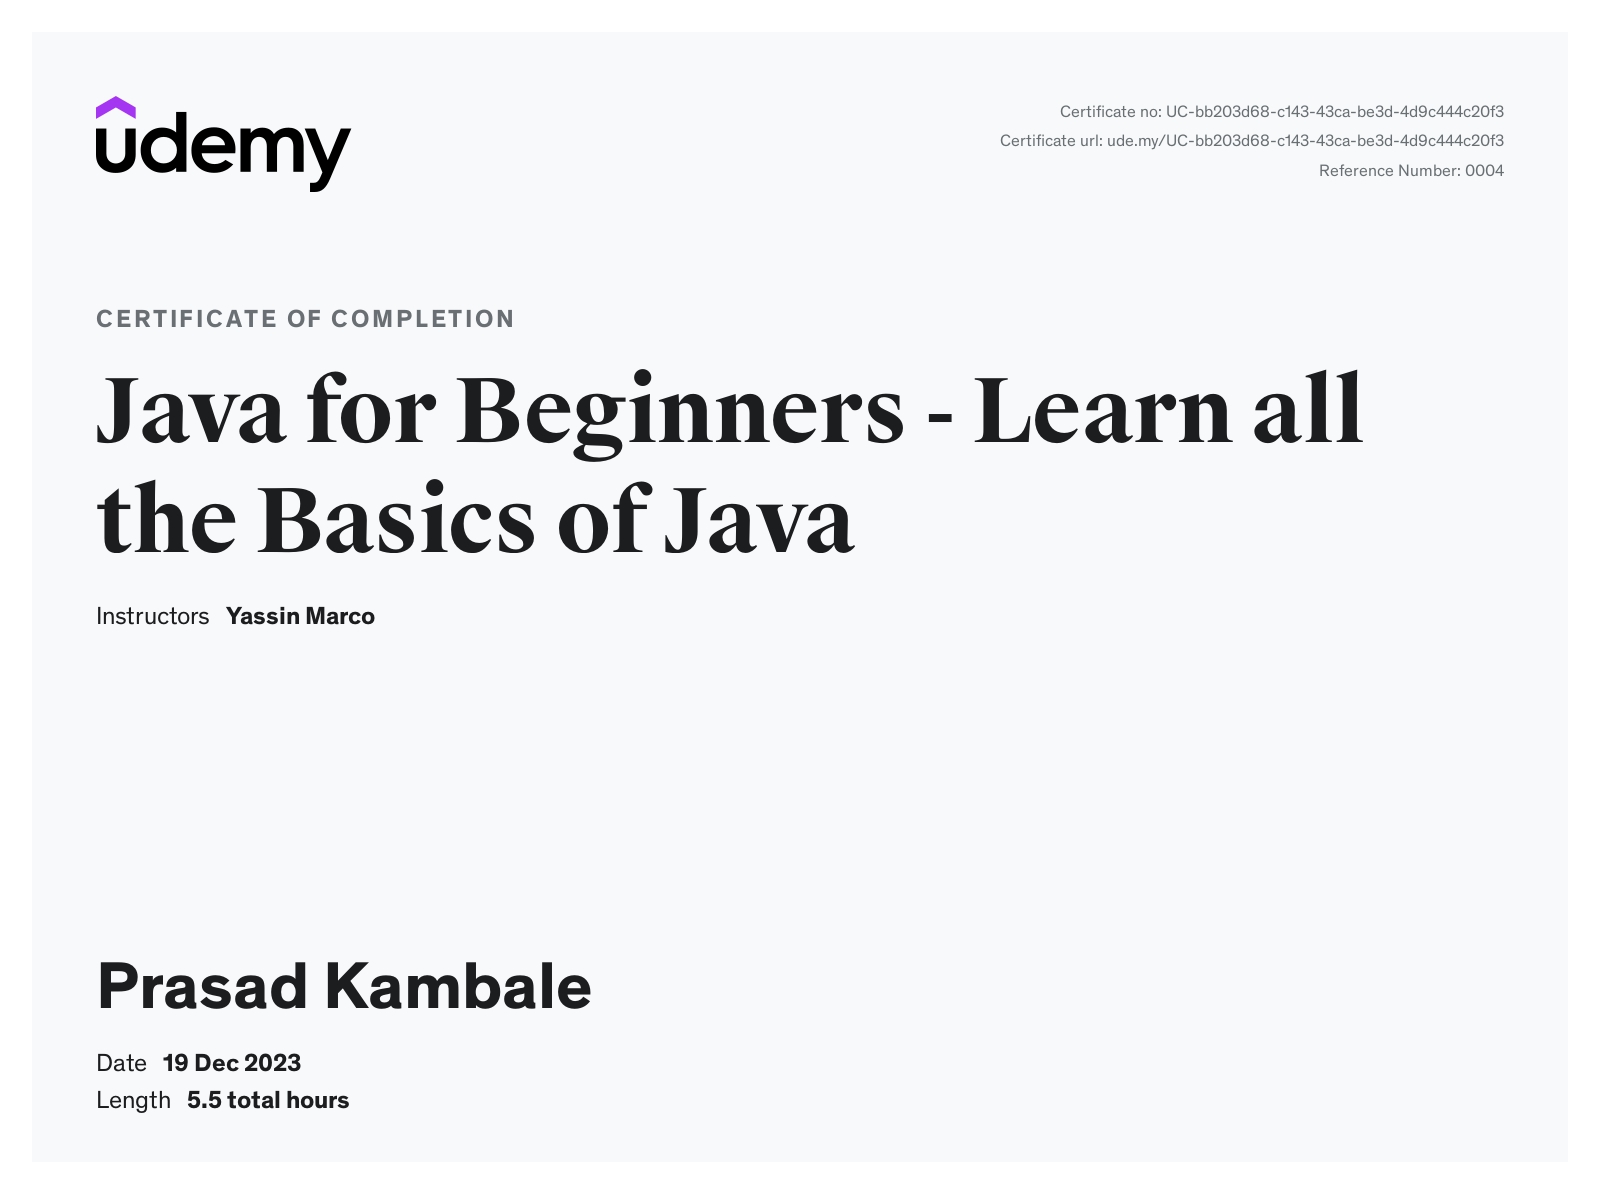 udemy
Certificate no: UC-bb203d68-c143-43ca-be3d-4d9c444c20f3
Certificate url: ude.my/UC-bb203d68-c143-43ca-be3d-4d9c444c20f3
Reference Number: 0004
CERTIFICATE OF COMPLETION
Java for Beginners - Learn all
the Basics of Java
Instructors Yassin Marco
Prasad Kambale
Date 19 Dec 2023
Length 5.5 total hours